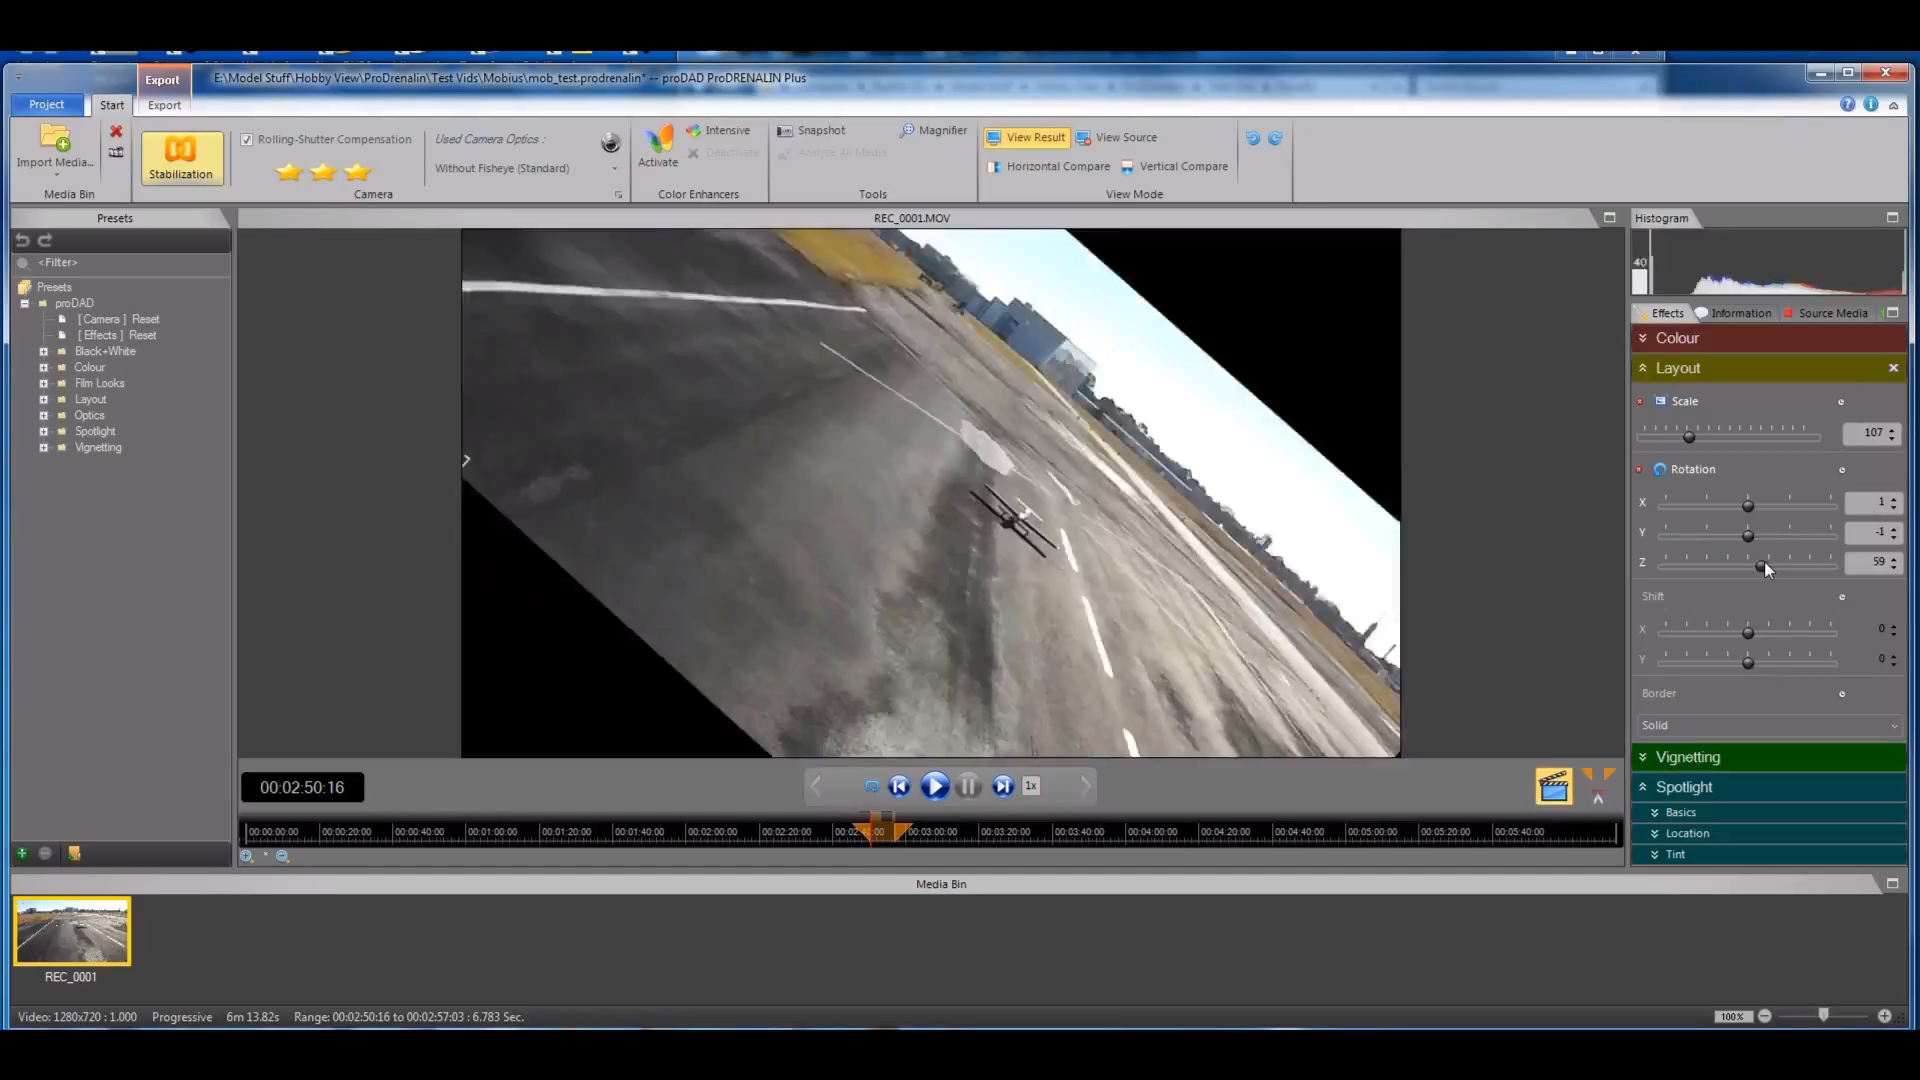 Export
E:\Model Stuff\Hobby View\ProDrenalin\Test Vids\Mobius\mob_test.prodrenalin* -- proDAD ProDRENALIN Plus
Project
Start
Export
Import Media...
Stabilization
Rolling-Shutter Compensation
Used Camera Optics :
Without Fisheye (Standard)
Activate
Intensive
Deactivate
Snapshot
Analyze All Media
Magnifier
View Result
View Source
Horizontal Compare
Vertical Compare
Media Bin
Camera
Color Enhancers
Tools
View Mode
Presets
REC_0001.MOV
Histogram
<Filter>
40
Presets
proDAD
[ Camera ] Reset
[ Effects ] Reset
Black+White
Colour
Film Looks
Layout
Optics
Spotlight
Vignetting
Effects
Information
Source Media
Colour
Layout
Scale
107
Rotation
X
1
Y
-1
Z
59
Shift
X
0
Y
0
Border
Solid
Vignetting
Spotlight
Basics
Location
Tint
00:02:50:16
1x
00:00:00:00 00:00:20:00 00:00:40:00 00:01:00:00 00:01:20:00 00:01:40:00 00:02:00:00 00:02:20:00 00:03:00:00 00:03:20:00 00:03:40:00 00:04:00:00 00:04:20:00 00:04:40:00 00:05:00:00 00:05:20:00 00:05:40:00
Media Bin
REC_0001
Video: 1280x720 : 1.000 Progressive 6m 13.82s Range: 00:02:50:16 to 00:02:57:03 : 6.783 Sec.
100%